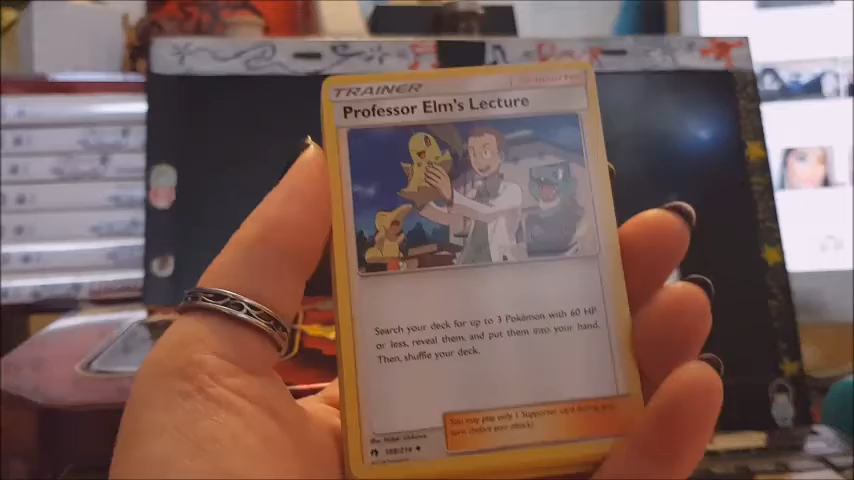 TRAINER
Supporter
Professor Elm's Lecture
Search your deck for up to 3 Pokémon with 60 HP
or less, reveal them, and put them into your hand.
Then, shuffle your deck.
You may play only 1 Supporter card during your
turn (before your attack).
188/214